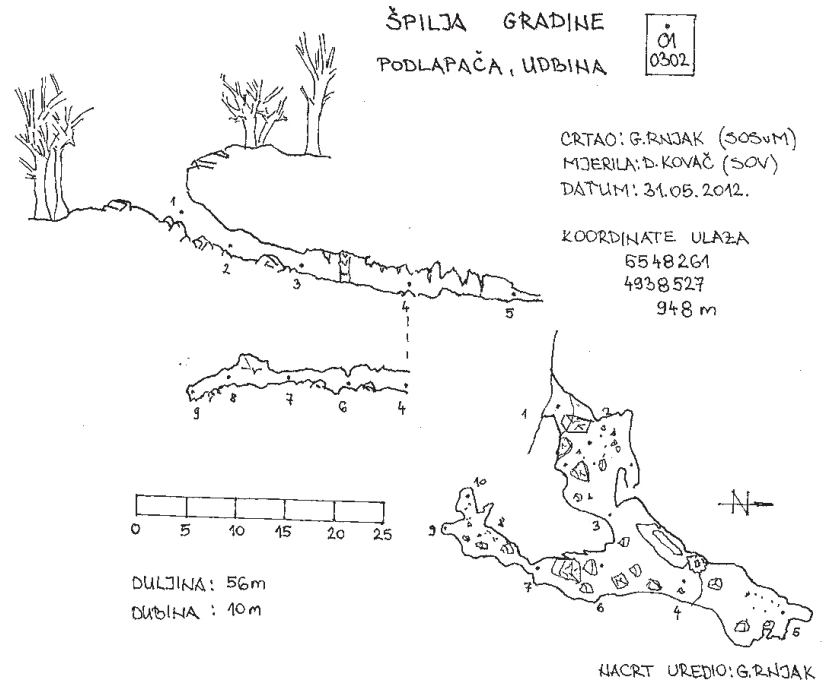 ŠPILJA GRADINE
PODLAPAČA, UDBINA
01
0302
CRTAO: G.RNJAK (SOSVM)
MJERILA: D.KOVAČ (SOV)
DATUM: 31.05.2012.
KOORDINATE ULAZA
5548261
4938527
948 m
1
2
3
4
5
9
8
7
6
4
1
2
3
4
5
6
7
8
9
10
N
0 5 10 15 20 25
DULJINA: 56m
DUBINA: 10m
NACRT UREDIO: G.RNJAK